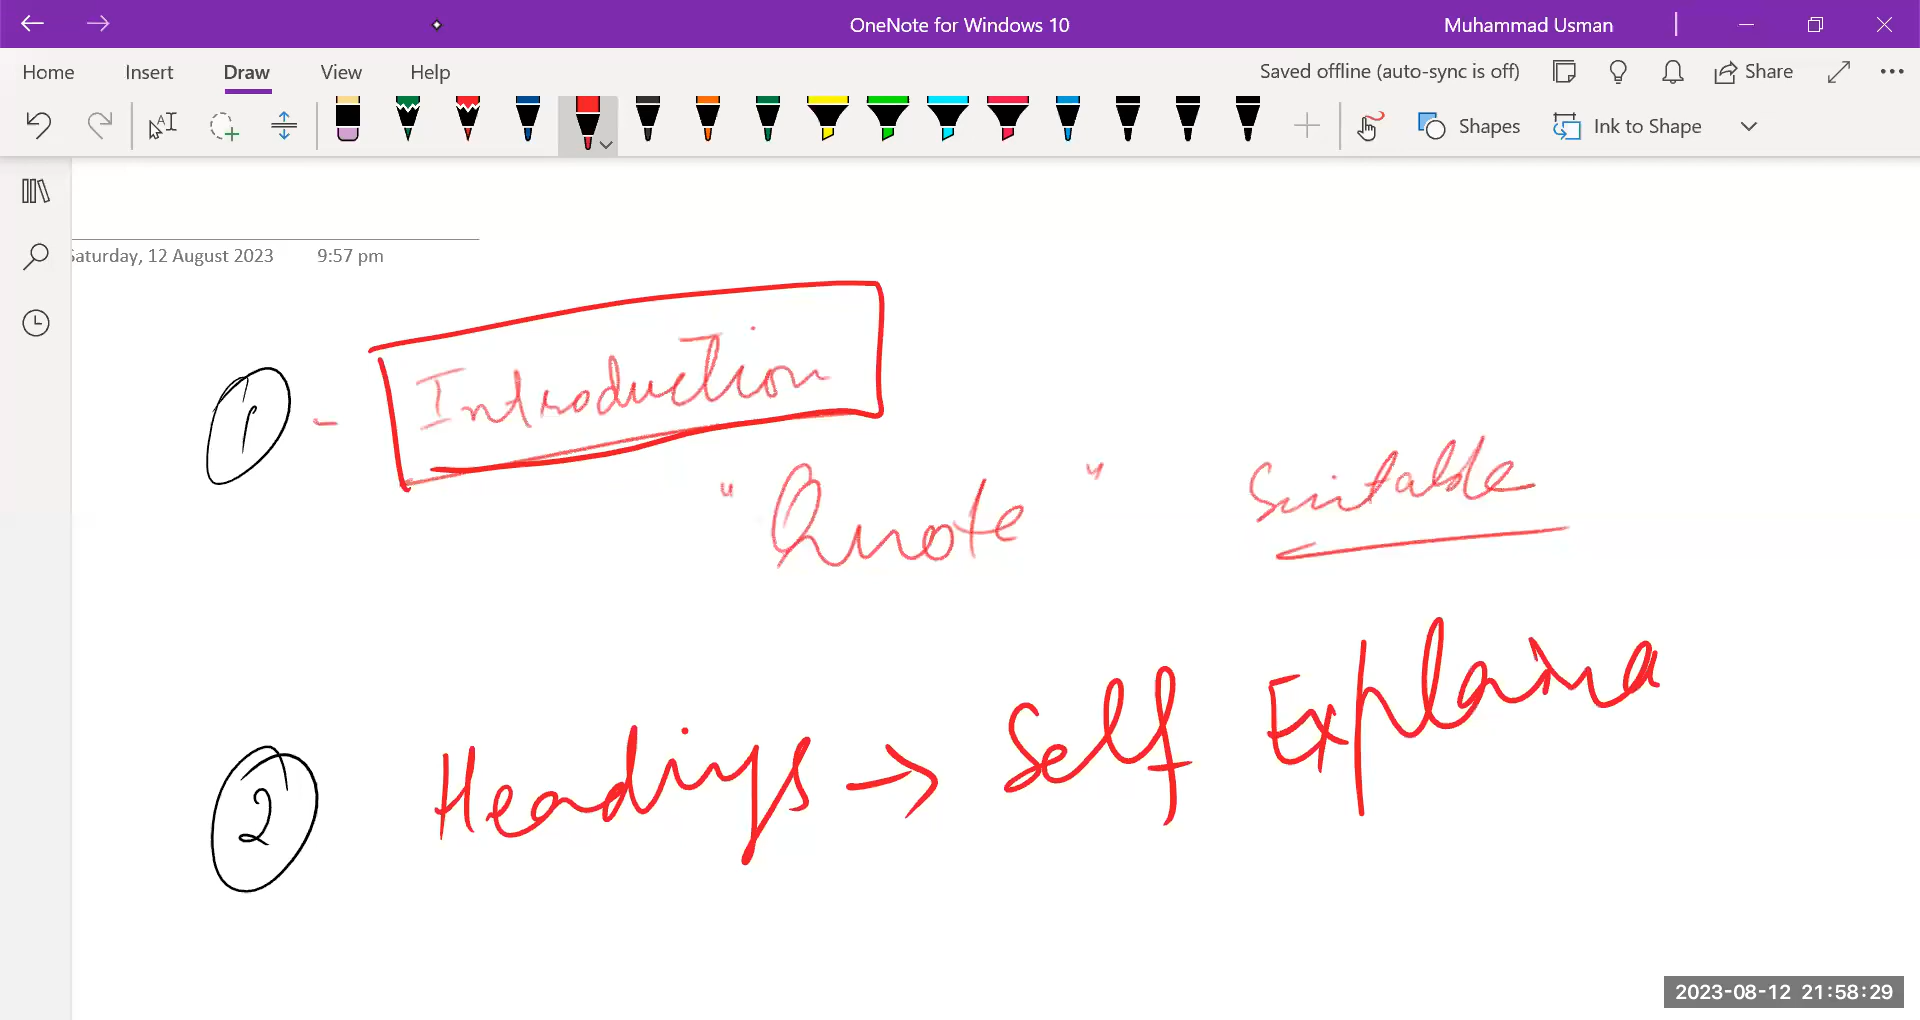 OneNote for Windows 10
Muhammad Usman
Home Insert Draw View Help
Saved offline (auto-sync is off) Share
Shapes Ink to Shape
Saturday, 12 August 2023 9:57 pm
1 - Introduction
"Quote" Suitable
2 Headings → Self Explaina
2023-08-12 21:58:29